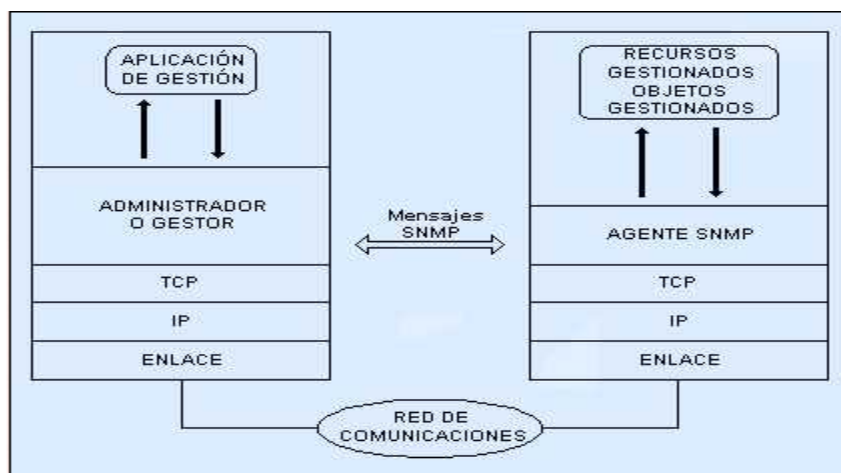 APLICACIÓN
DE GESTIÓN
ADMINISTRADOR
O GESTOR
TCP
IP
ENLACE
Mensajes
SNMP
RECURSOS
GESTIONADOS
OBJETOS
GESTIONADOS
AGENTE SNMP
TCP
IP
ENLACE
RED DE
COMUNICACIONES